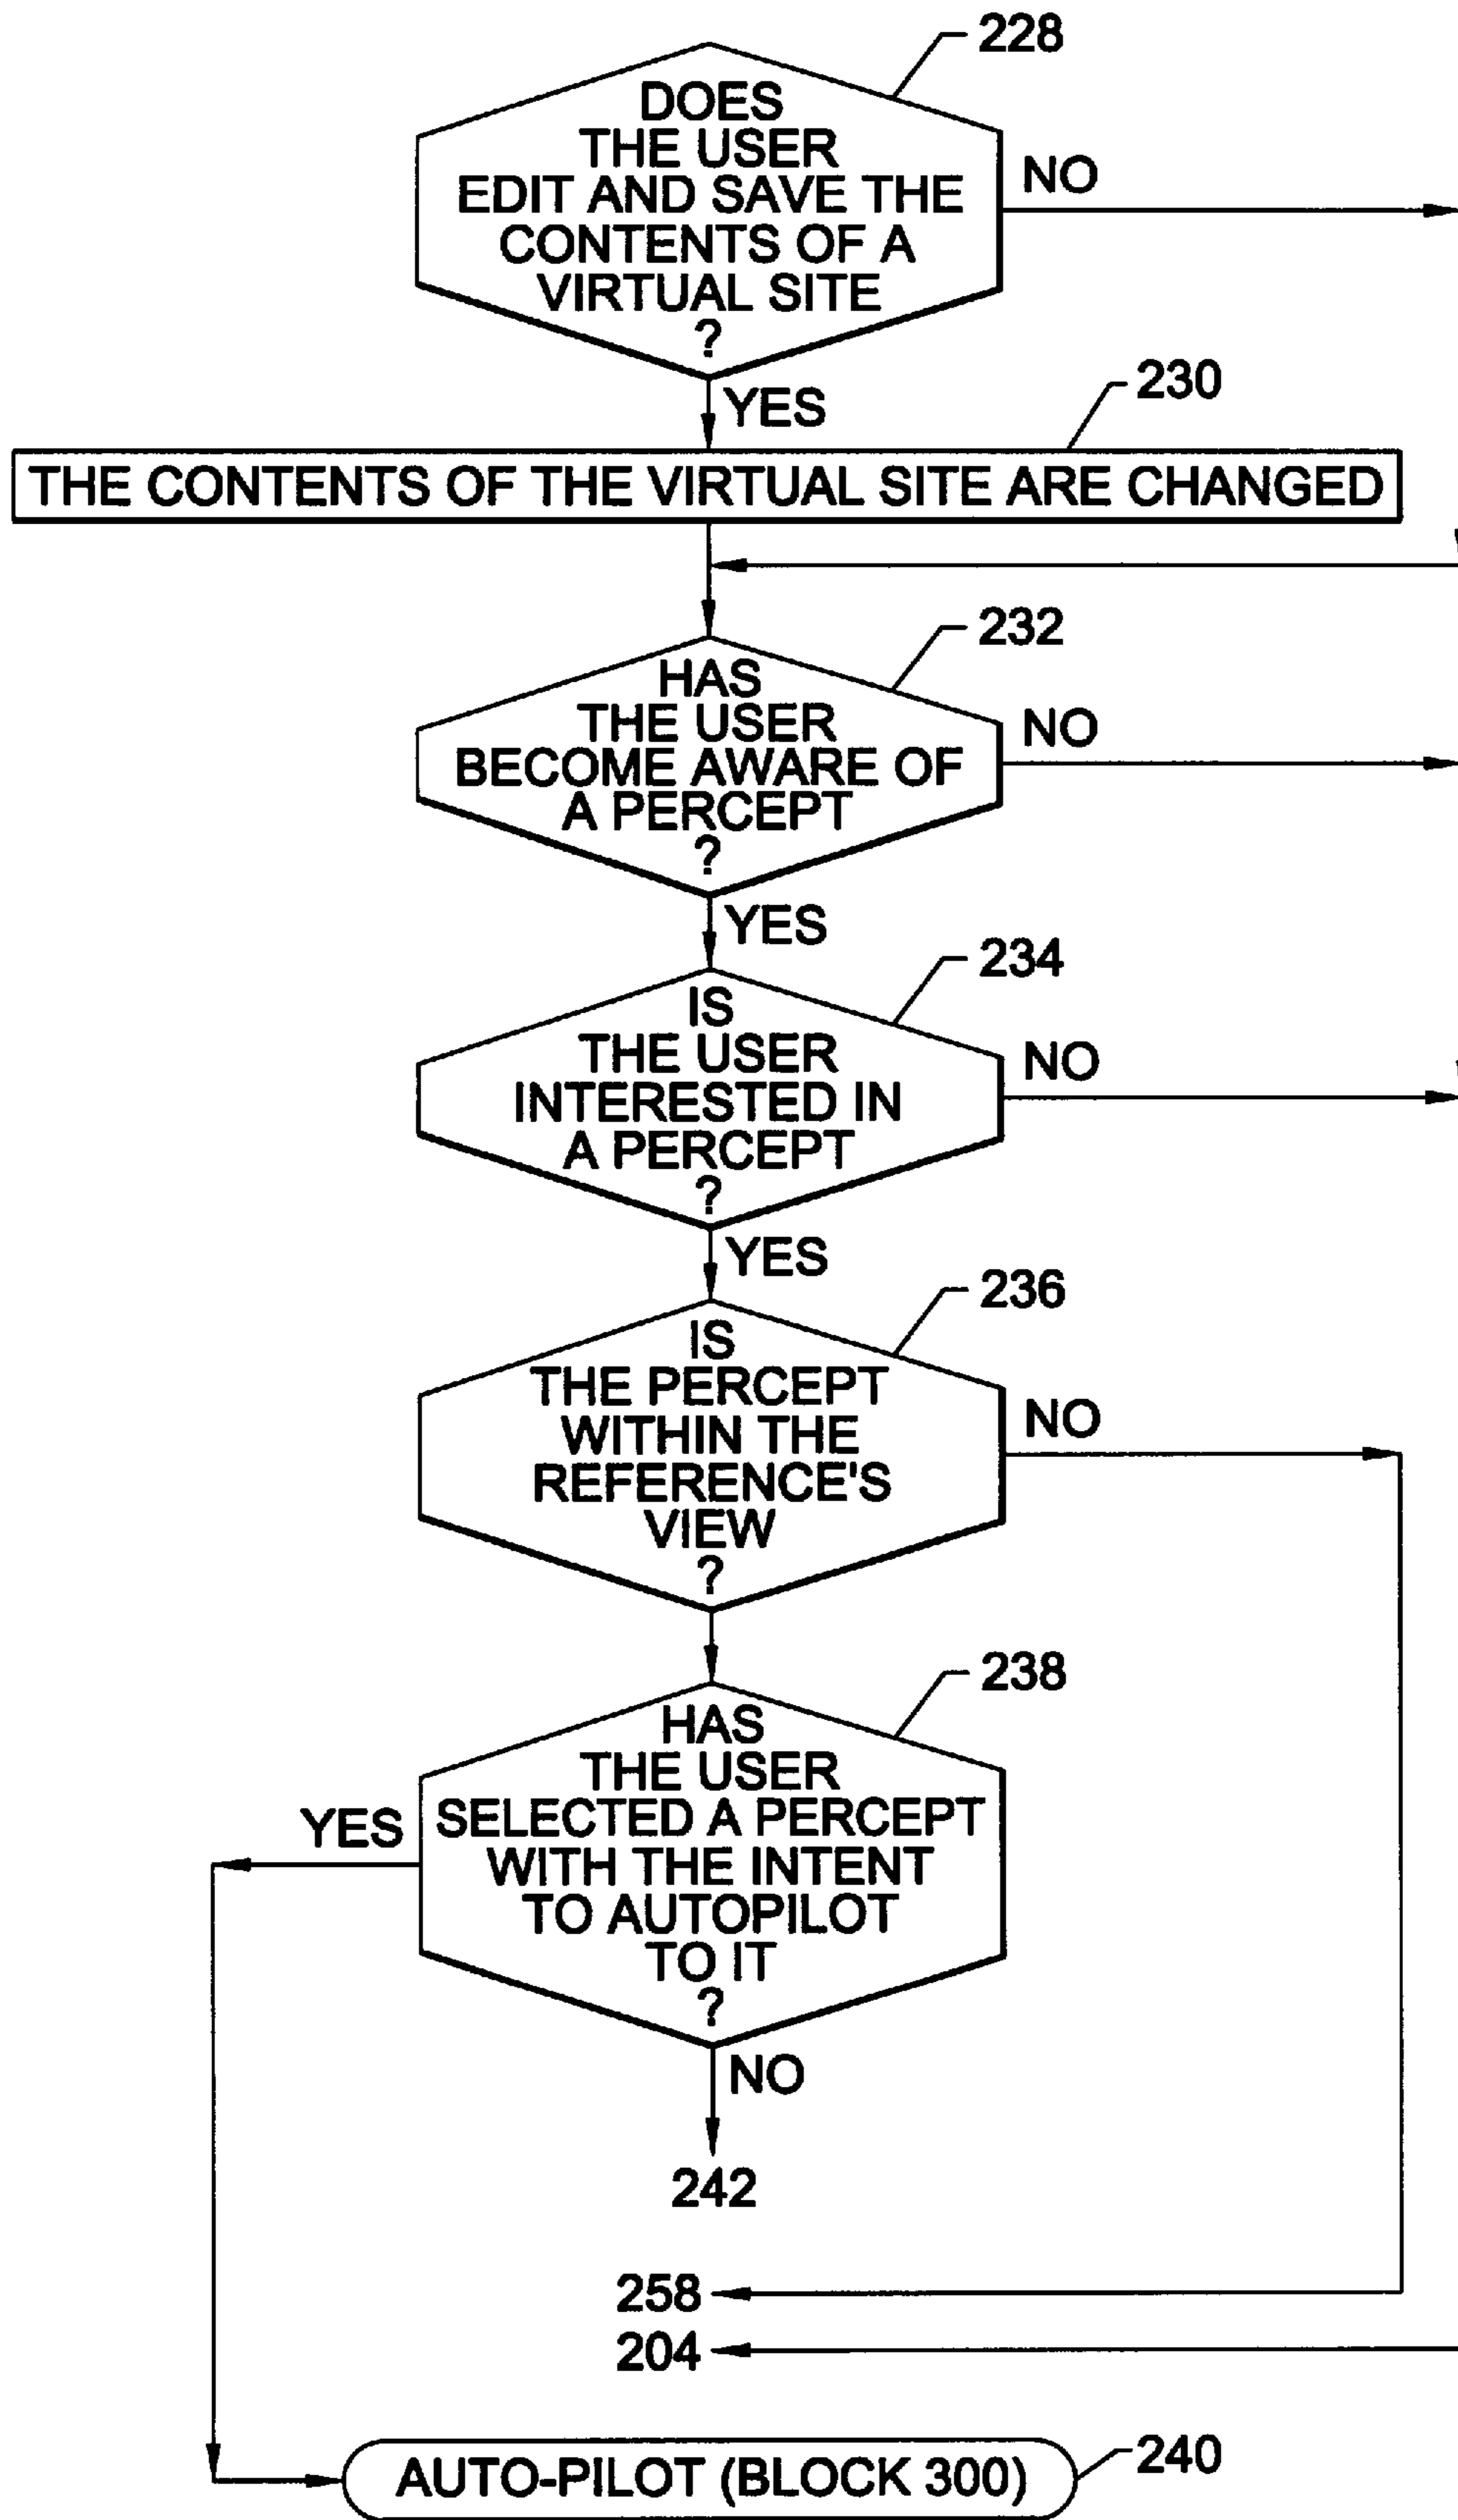 228
DOES
THE USER
EDIT AND SAVE THE
CONTENTS OF A
VIRTUAL SITE
?
NO
YES
230
THE CONTENTS OF THE VIRTUAL SITE ARE CHANGED
232
HAS
THE USER
BECOME AWARE OF
A PERCEPT
?
NO
YES
234
IS
THE USER
INTERESTED IN
A PERCEPT
?
NO
YES
236
IS
THE PERCEPT
WITHIN THE
REFERENCE'S
VIEW
?
NO
238
HAS
THE USER
SELECTED A PERCEPT
WITH THE INTENT
TO AUTOPILOT
TO IT
?
YES
NO
242
258
204
AUTO-PILOT (BLOCK 300)
240